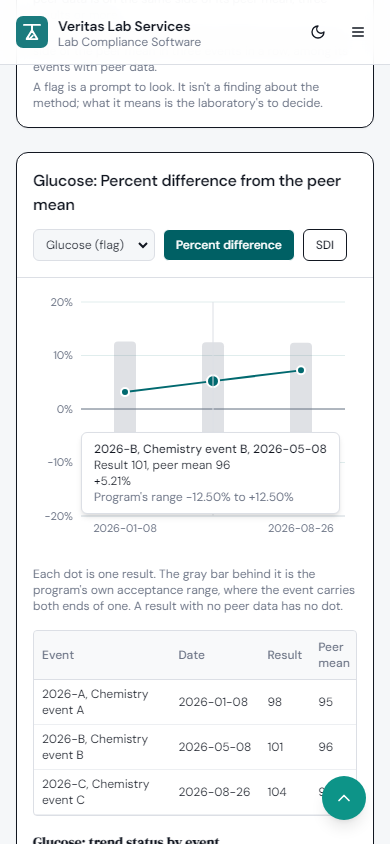 Veritas Lab Services
Lab Compliance Software
events with peer data.
A flag is a prompt to look. It isn't a finding about the
method; what it means is the laboratory's to decide.
Glucose: Percent difference from the peer
mean
Glucose (flag)
Percent difference
SDI
20%
10%
0%
-10%
-20%
2026-B, Chemistry event B, 2026-05-08
Result 101, peer mean 96
+5.21%
Program's range -12.50% to +12.50%
2026-01-08
2026-08-26
Each dot is one result. The gray bar behind it is the
program's own acceptance range, where the event carries
both ends of one. A result with no peer data has no dot.
Event Date Result Peer mean
2026-A, Chemistry event A 2026-01-08 98 95
2026-B, Chemistry event B 2026-05-08 101 96
2026-C, Chemistry event C 2026-08-26 104
Glucose: trend status by event